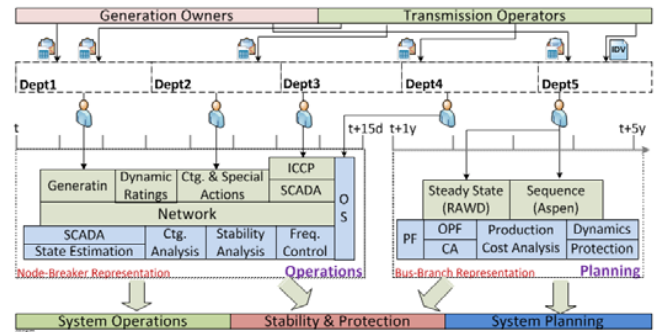 Generation Owners
Transmission Operators
IDV
Dept1
Dept2
Dept3
Dept4
Dept5
t
t+15d
t+1y
t+5y
Generatin
Dynamic
Ratings
Ctg. & Special
Actions
ICCP
SCADA
OS
Network
SCADA
State Estimation
Ctg.
Analysis
Stability
Analysis
Freq.
Control
Node-Breaker Representation
Operations
Steady State
(RAWD)
Sequence
(Aspen)
PF
OPF
CA
Production
Cost Analysis
Dynamics
Protection
Bus-Branch Representation
Planning
System Operations
Stability & Protection
System Planning